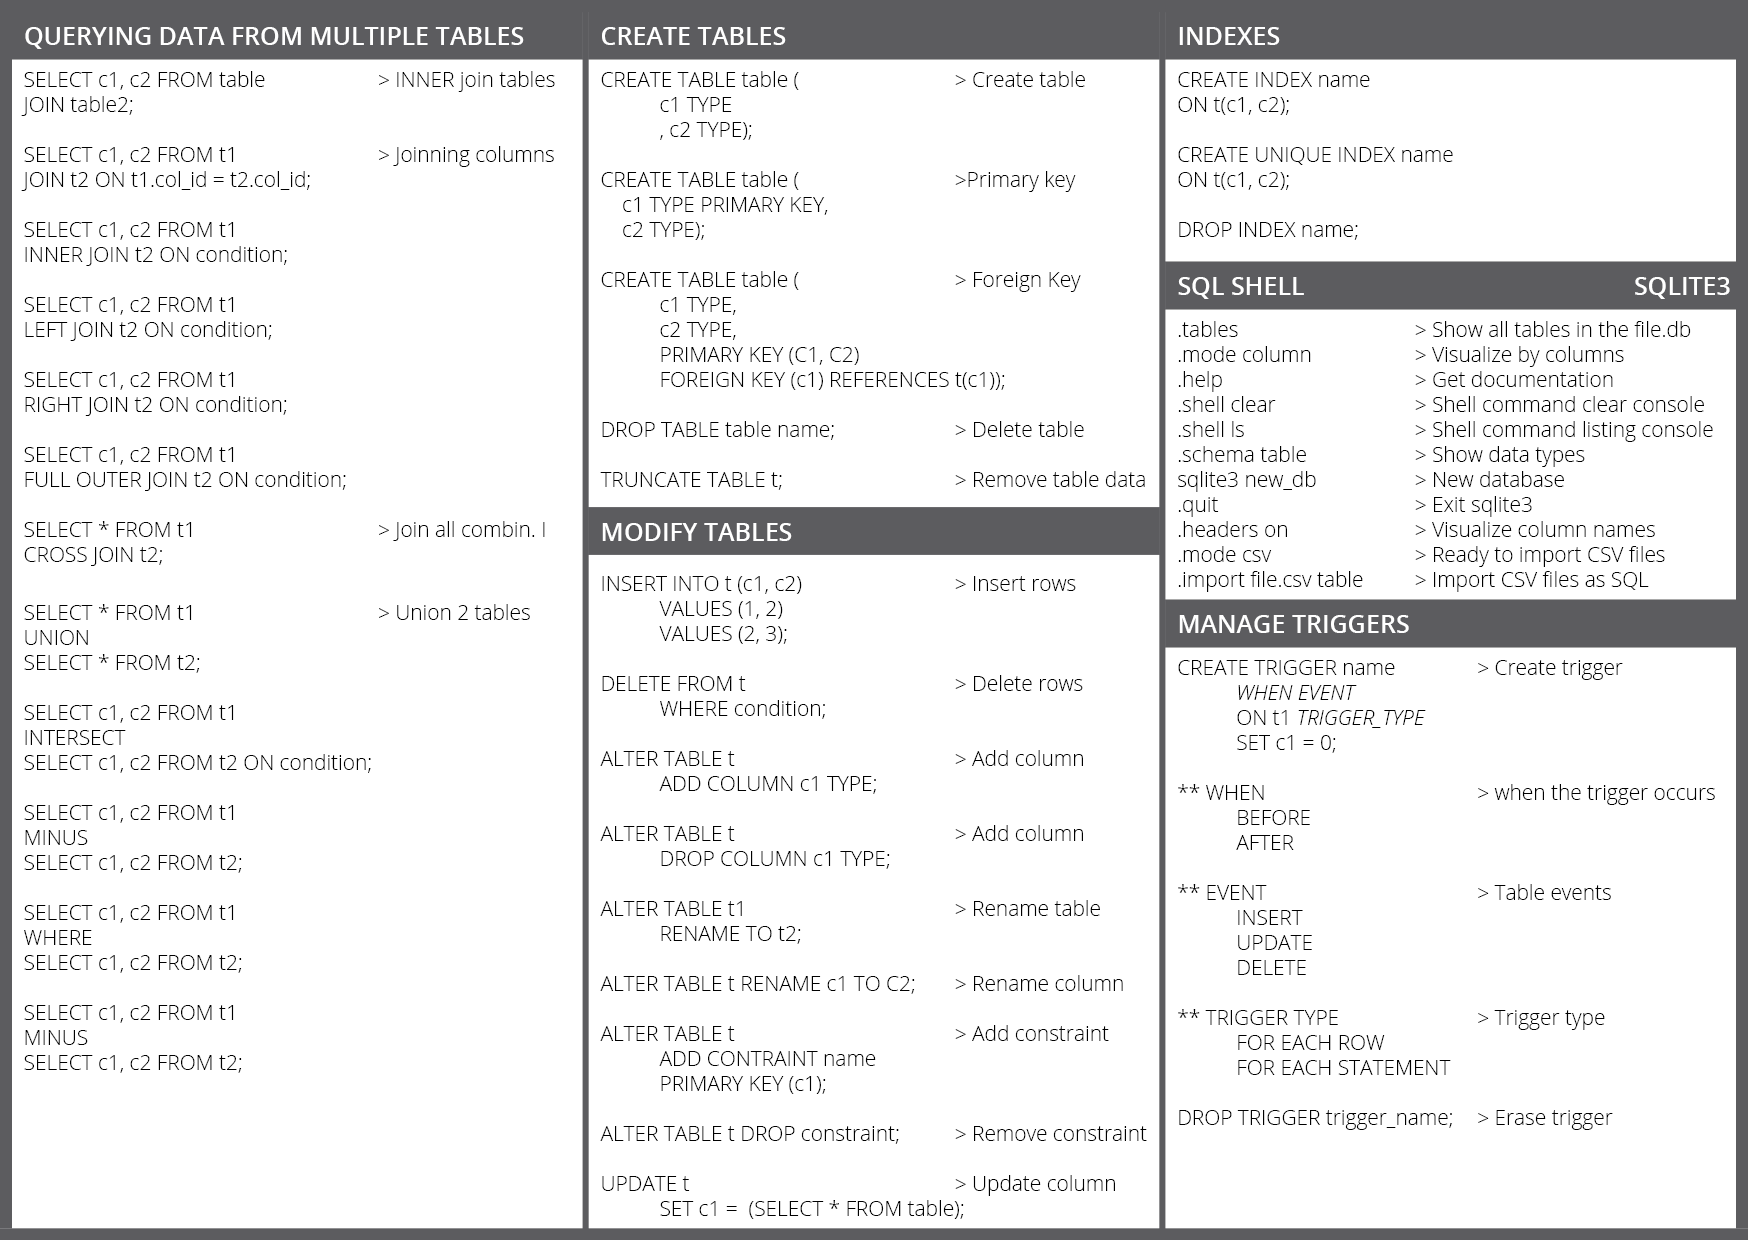 QUERYING DATA FROM MULTIPLE TABLES
SELECT c1, c2 FROM table > INNER join tables
JOIN table2;
SELECT c1, c2 FROM t1 > Joinning columns
JOIN t2 ON t1.col_id = t2.col_id;
SELECT c1, c2 FROM t1
INNER JOIN t2 ON condition;
SELECT c1, c2 FROM t1
LEFT JOIN t2 ON condition;
SELECT c1, c2 FROM t1
RIGHT JOIN t2 ON condition;
SELECT c1, c2 FROM t1
FULL OUTER JOIN t2 ON condition;
SELECT * FROM t1 > Join all combin. I
CROSS JOIN t2;
SELECT * FROM t1 > Union 2 tables
UNION
SELECT * FROM t2;
SELECT c1, c2 FROM t1
INTERSECT
SELECT c1, c2 FROM t2 ON condition;
SELECT c1, c2 FROM t1
MINUS
SELECT c1, c2 FROM t2;
SELECT c1, c2 FROM t1
WHERE
SELECT c1, c2 FROM t2;
SELECT c1, c2 FROM t1
MINUS
SELECT c1, c2 FROM t2;
CREATE TABLES
CREATE TABLE table ( > Create table
c1 TYPE
, c2 TYPE);
CREATE TABLE table ( >Primary key
c1 TYPE PRIMARY KEY,
c2 TYPE);
CREATE TABLE table ( > Foreign Key
c1 TYPE,
c2 TYPE,
PRIMARY KEY (C1, C2)
FOREIGN KEY (c1) REFERENCES t(c1));
DROP TABLE table name; > Delete table
TRUNCATE TABLE t; > Remove table data
MODIFY TABLES
INSERT INTO t (c1, c2) > Insert rows
VALUES (1, 2)
VALUES (2, 3);
DELETE FROM t > Delete rows
WHERE condition;
ALTER TABLE t > Add column
ADD COLUMN c1 TYPE;
ALTER TABLE t > Add column
DROP COLUMN c1 TYPE;
ALTER TABLE t1 > Rename table
RENAME TO t2;
ALTER TABLE t RENAME c1 TO C2; > Rename column
ALTER TABLE t > Add constraint
ADD CONTRAINT name
PRIMARY KEY (c1);
ALTER TABLE t DROP constraint; > Remove constraint
UPDATE t > Update column
SET c1 = (SELECT * FROM table);
INDEXES
CREATE INDEX name
ON t(c1, c2);
CREATE UNIQUE INDEX name
ON t(c1, c2);
DROP INDEX name;
SQL SHELL SQLITE3
.tables > Show all tables in the file.db
.mode column > Visualize by columns
.help > Get documentation
.shell clear > Shell command clear console
.shell ls > Shell command listing console
.schema table > Show data types
sqlite3 new_db > New database
.quit > Exit sqlite3
.headers on > Visualize column names
.mode csv > Ready to import CSV files
.import file.csv table > Import CSV files as SQL
MANAGE TRIGGERS
CREATE TRIGGER name > Create trigger
WHEN EVENT
ON t1 TRIGGER_TYPE
SET c1 = 0;
** WHEN > when the trigger occurs
BEFORE
AFTER
** EVENT > Table events
INSERT
UPDATE
DELETE
** TRIGGER TYPE > Trigger type
FOR EACH ROW
FOR EACH STATEMENT
DROP TRIGGER trigger_name; > Erase trigger